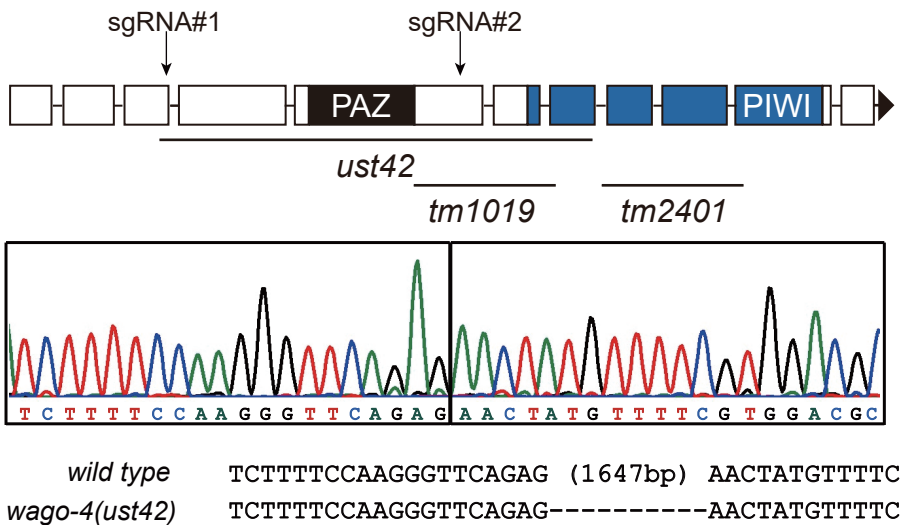 sgRNA#1 sgRNA#2
PAZ PIWI
ust42
tm1019 tm2401
TCTTTTCCAAGGGTTCAGAGAACTATGTTTTCGTGGACGC
wild type TCTTTTCCAAGGGTTCAGAG (1647bp) AACTATGTTTTC
wago-4(ust42) TCTTTTCCAAGGGTTCAGAG----------AACTATGTTTTC